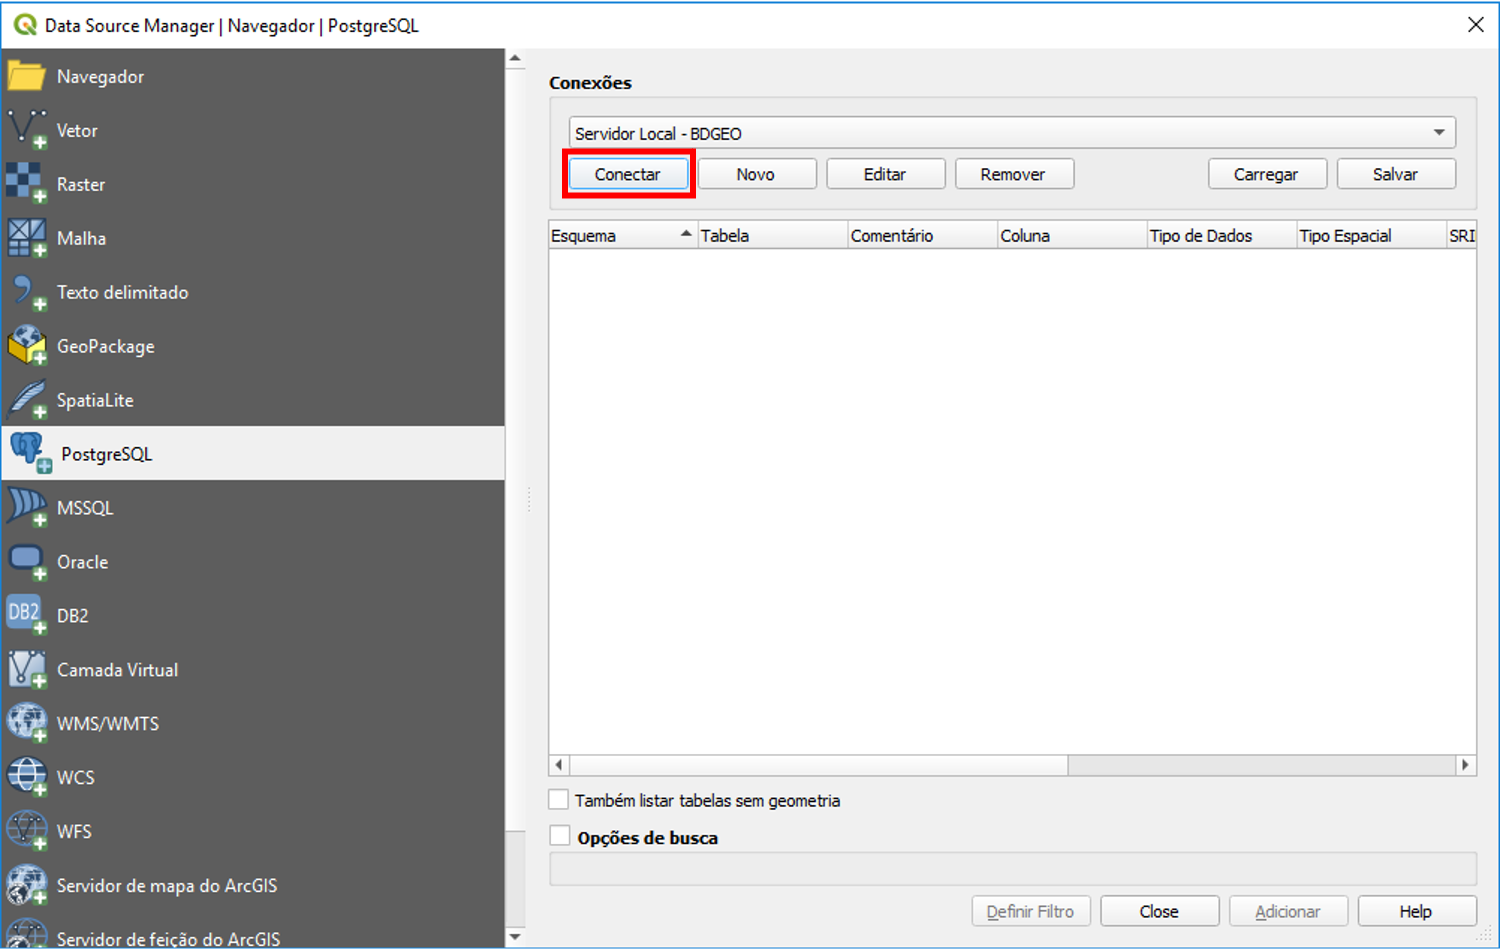 Data Source Manager | Navegador | PostgreSQL
Navegador
Vetor
Raster
Malha
Texto delimitado
GeoPackage
SpatiaLite
PostgreSQL
MSSQL
Oracle
DB2 DB2
Camada Virtual
WMS/WMTS
WCS
WFS
Servidor de mapa do ArcGIS
Servidor de feição do ArcGIS
Conexões
Servidor Local - BDGEO
Conectar Novo Editar Remover Carregar Salvar
Esquema Tabela Comentário Coluna Tipo de Dados Tipo Espacial SRI
Também listar tabelas sem geometria
Opções de busca
Definir Filtro Close Adicionar Help